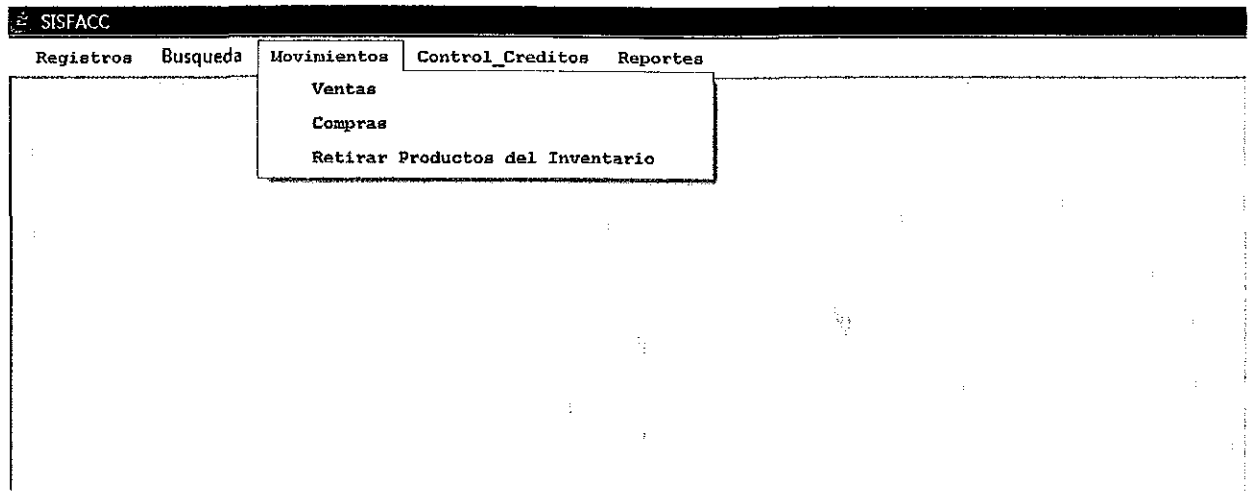 SISFACC
Registros Busqueda Movimientos Control_Creditos Reportes
Ventas
Compras
Retirar Productos del Inventario